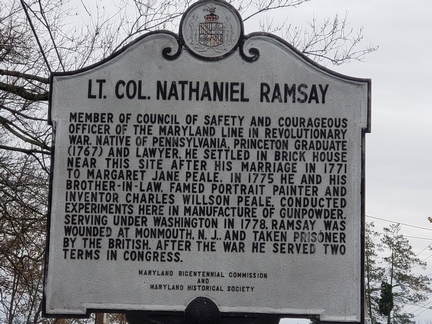 LT. COL. NATHANIEL RAMSAY
MEMBER OF COUNCIL OF SAFETY AND COURAGEOUS
OFFICER OF THE MARYLAND LINE IN REVOLUTIONARY
WAR. NATIVE OF PENNSYLVANIA, PRINCETON GRADUATE
(1767) AND LAWYER, HE SETTLED IN BRICK HOUSE
NEAR THIS SITE AFTER HIS MARRIAGE IN 1771
TO MARGARET JANE PEALE. IN 1775 HE AND HIS
BROTHER-IN-LAW, FAMED PORTRAIT PAINTER AND
INVENTOR CHARLES WILLSON PEALE, CONDUCTED
EXPERIMENTS HERE IN MANUFACTURE OF GUNPOWDER.
SERVING UNDER WASHINGTON IN 1778, RAMSAY WAS
WOUNDED AT MONMOUTH, N. J., AND TAKEN PRISONER
BY THE BRITISH. AFTER THE WAR HE SERVED TWO
TERMS IN CONGRESS.
MARYLAND BICENTENNIAL COMMISSION
AND
MARYLAND HISTORICAL SOCIETY